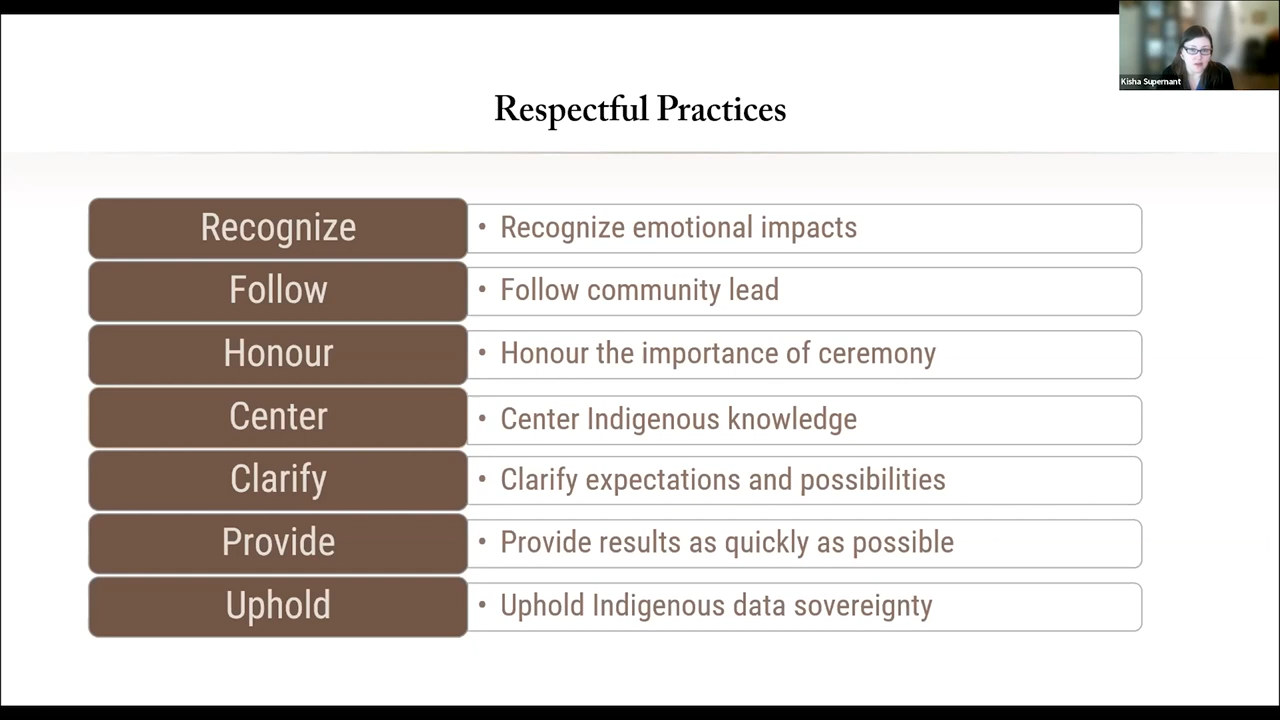 Kisha Supernant
Respectful Practices
Recognize
• Recognize emotional impacts
Follow
• Follow community lead
Honour
• Honour the importance of ceremony
Center
• Center Indigenous knowledge
Clarify
• Clarify expectations and possibilities
Provide
• Provide results as quickly as possible
Uphold
• Uphold Indigenous data sovereignty